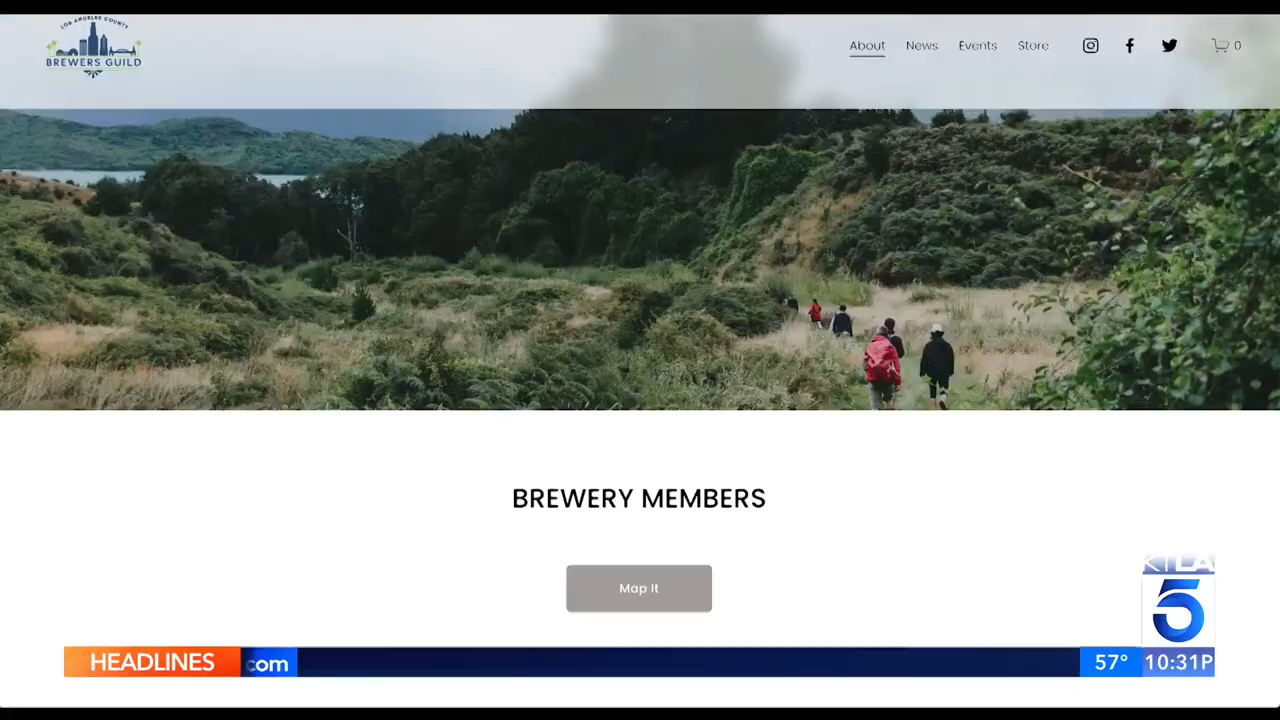 LOS ANGELES COUNTY
BREWERS GUILD
About News Events Store 0
BREWERY MEMBERS
Map It
KTLA
5
HEADLINES com 57° 10:31P